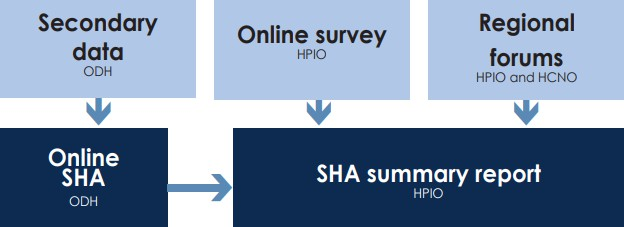 Secondary
data
ODH
Online survey
HPIO
Regional
forums
HPIO and HCNO
Online
SHA
ODH
SHA summary report
HPIO